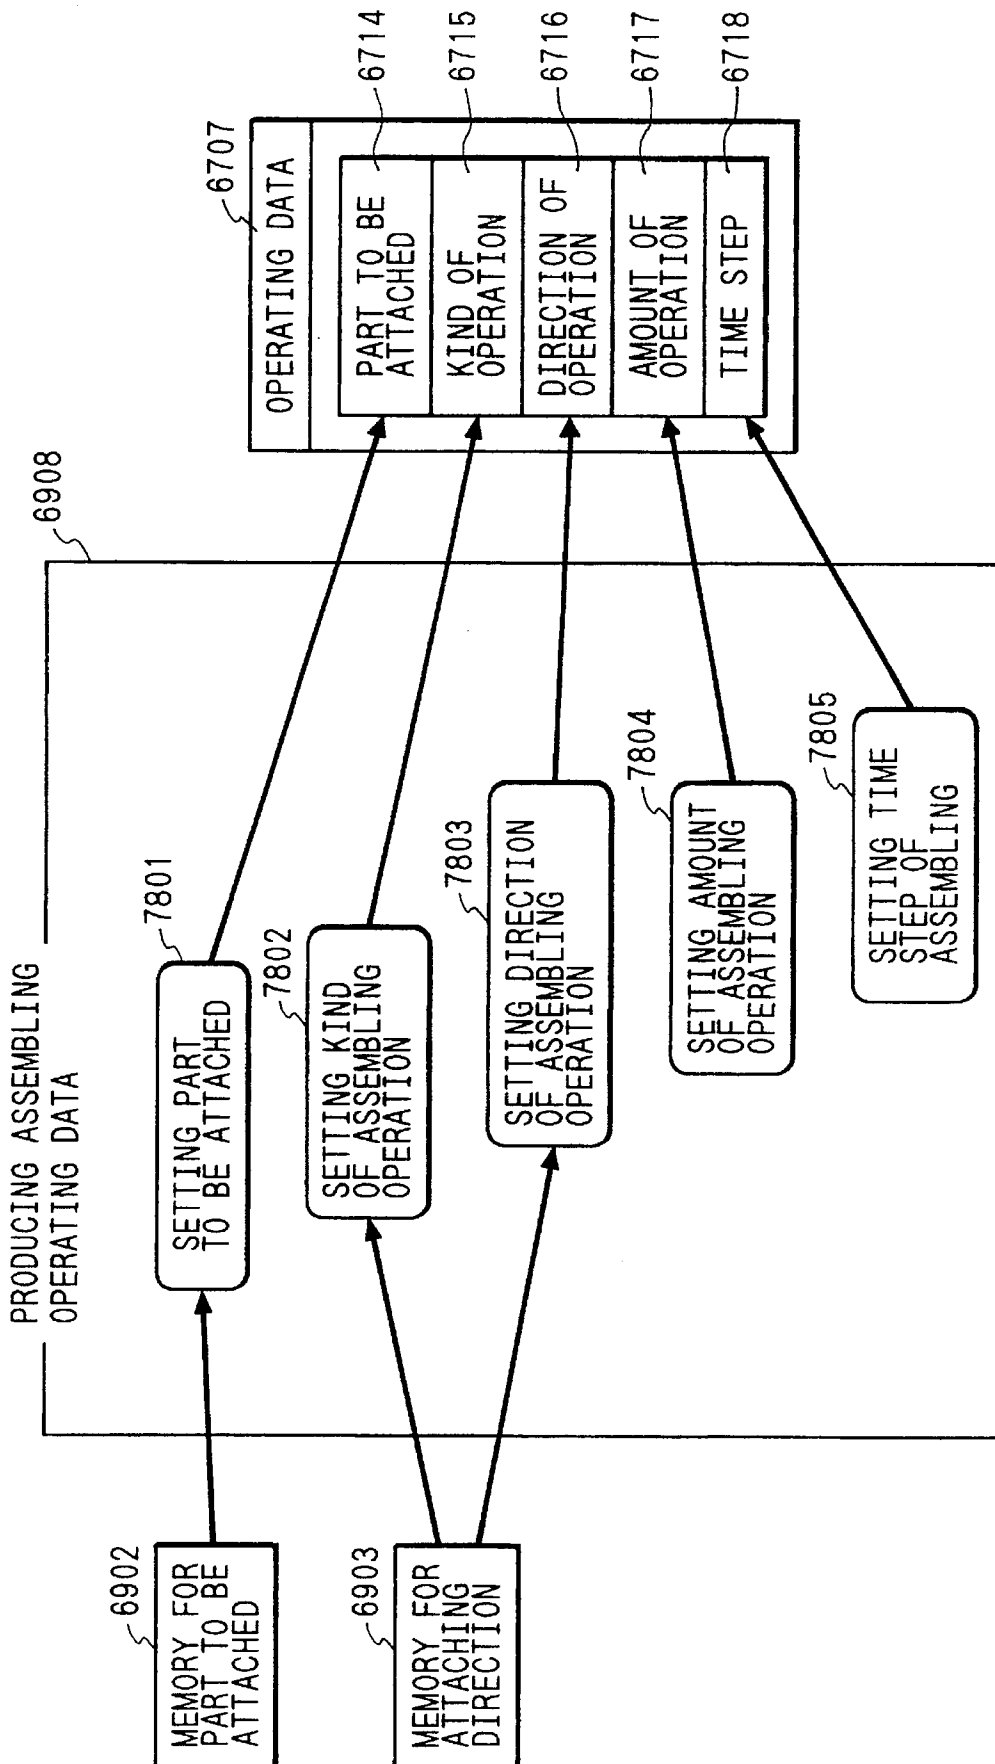 PRODUCING ASSEMBLING
OPERATING DATA
6908
6902
MEMORY FOR
PART TO BE
ATTACHED
6903
MEMORY FOR
ATTACHING
DIRECTION
7801
SETTING PART
TO BE ATTACHED
7802
SETTING KIND
OF ASSEMBLING
OPERATION
7803
SETTING DIRECTION
OF ASSEMBLING
OPERATION
7804
SETTING AMOUNT
OF ASSEMBLING
OPERATION
7805
SETTING TIME
STEP OF
ASSEMBLING
6707
OPERATING DATA
PART TO BE
ATTACHED
6714
KIND OF
OPERATION
6715
DIRECTION OF
OPERATION
6716
AMOUNT OF
OPERATION
6717
TIME STEP
6718